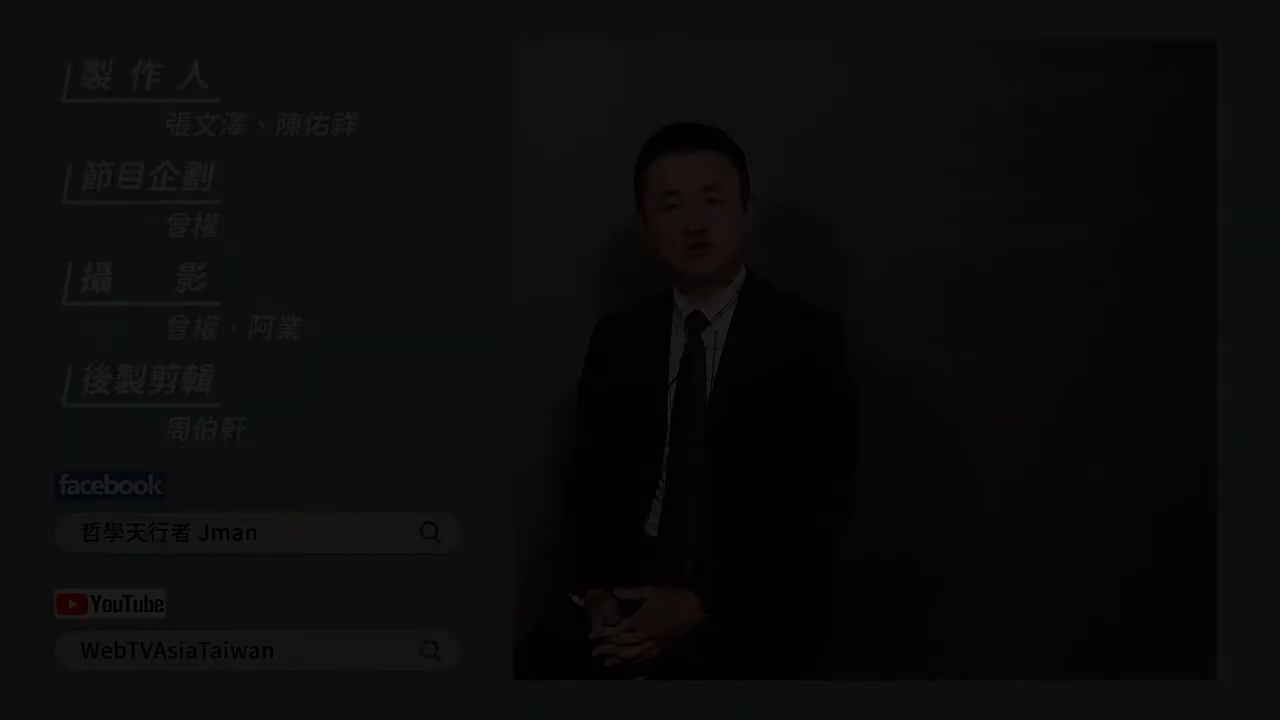 製作人
張文澤、陳佑祥
節目企劃
曾權
攝影
曾權、阿業
後製剪輯
周伯軒
facebook
哲學天行者 Jman
YouTube
WebTVAsiaTaiwan